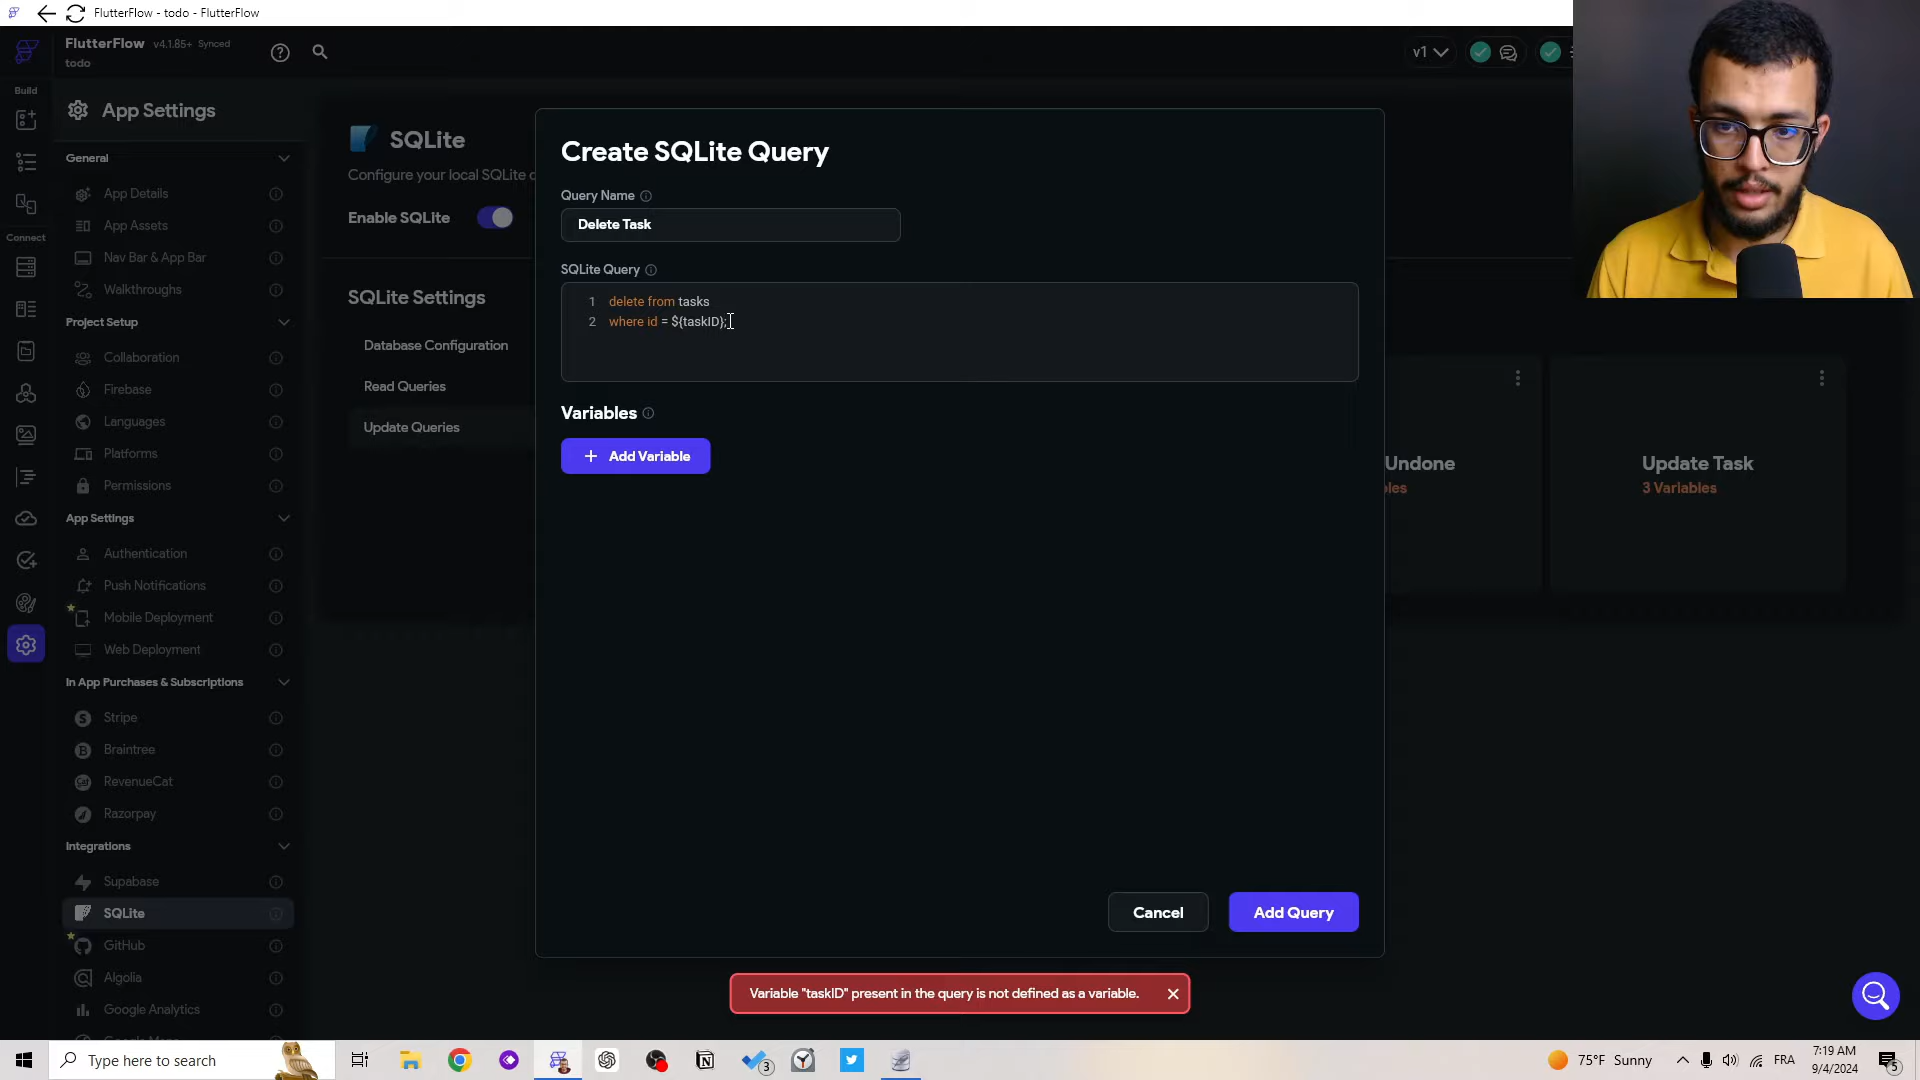 FlutterFlow - todo - FlutterFlow
FlutterFlow v4.1.85+ Synced
todo
v1
Build
Connect
App Settings
General
App Details
App Assets
Nav Bar & App Bar
Walkthroughs
Project Setup
Collaboration
Firebase
Languages
Platforms
Permissions
App Settings
Authentication
Push Notifications
Mobile Deployment
Web Deployment
In App Purchases & Subscriptions
Stripe
Braintree
RevenueCat
Razorpay
Integrations
Supabase
SQLite
GitHub
Algolia
Google Analytics
SQLite
Configure your local SQLite
Enable SQLite
SQLite Settings
Database Configuration
Read Queries
Update Queries
Create SQLite Query
Query Name
Delete Task
SQLite Query
1 delete from tasks
2 where id = ${taskID};
Variables
+ Add Variable
Cancel
Add Query
Undone
Update Task
3 Variables
Variable "taskID" present in the query is not defined as a variable.
Type here to search
3
75°F Sunny
FRA
7:19 AM
9/4/2024
5